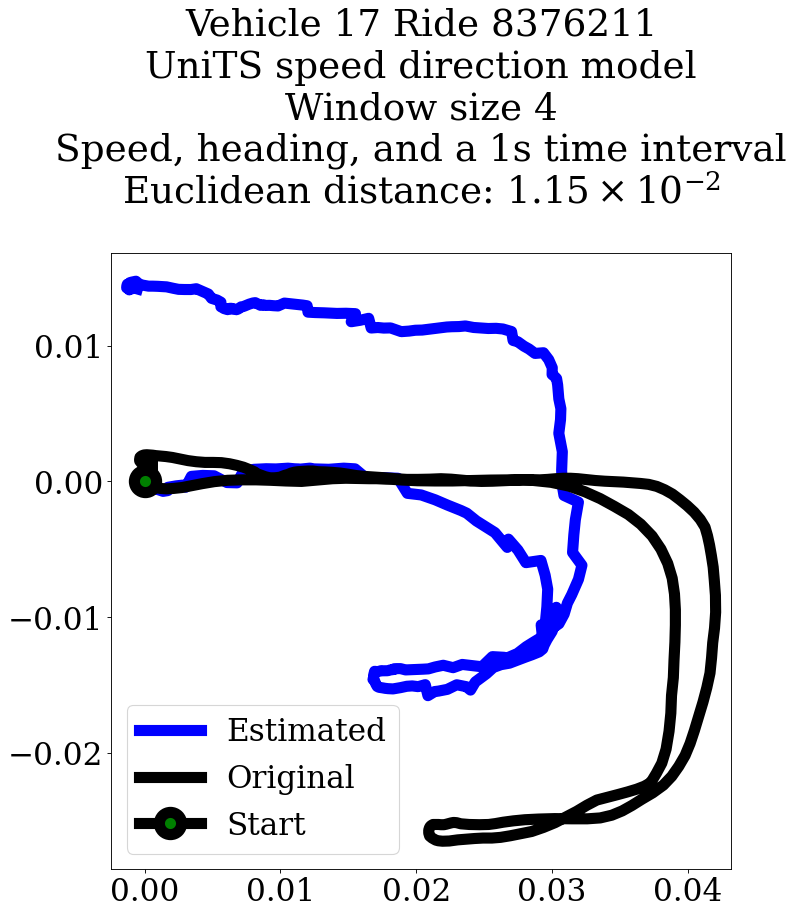 Vehicle 17 Ride 8376211
UniTS speed direction model
Window size 4
Speed, heading, and a 1s time interval
Euclidean distance: 1.15 × 10⁻²
0.01
0.00
−0.01
−0.02
Estimated
Original
Start
0.00 0.01 0.02 0.03 0.04